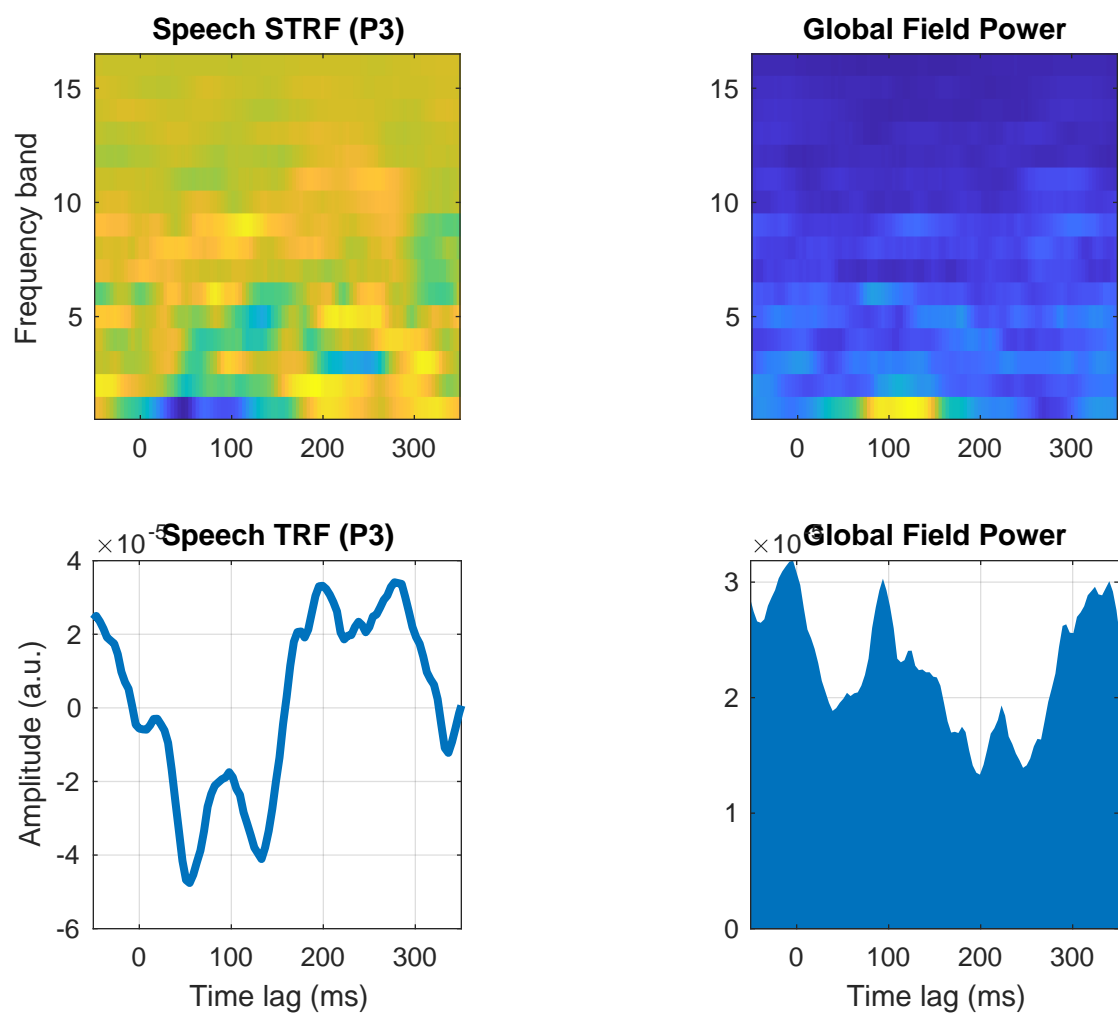 Speech STRF (P3)
Frequency band
15
10
5
0 100 200 300
Global Field Power
15
10
5
0 100 200 300
Speech TRF (P3)
×10-5
Amplitude (a.u.)
4
2
0
-2
-4
-6
0 100 200 300
Time lag (ms)
Global Field Power
×10
3
2
1
0
0 100 200 300
Time lag (ms)